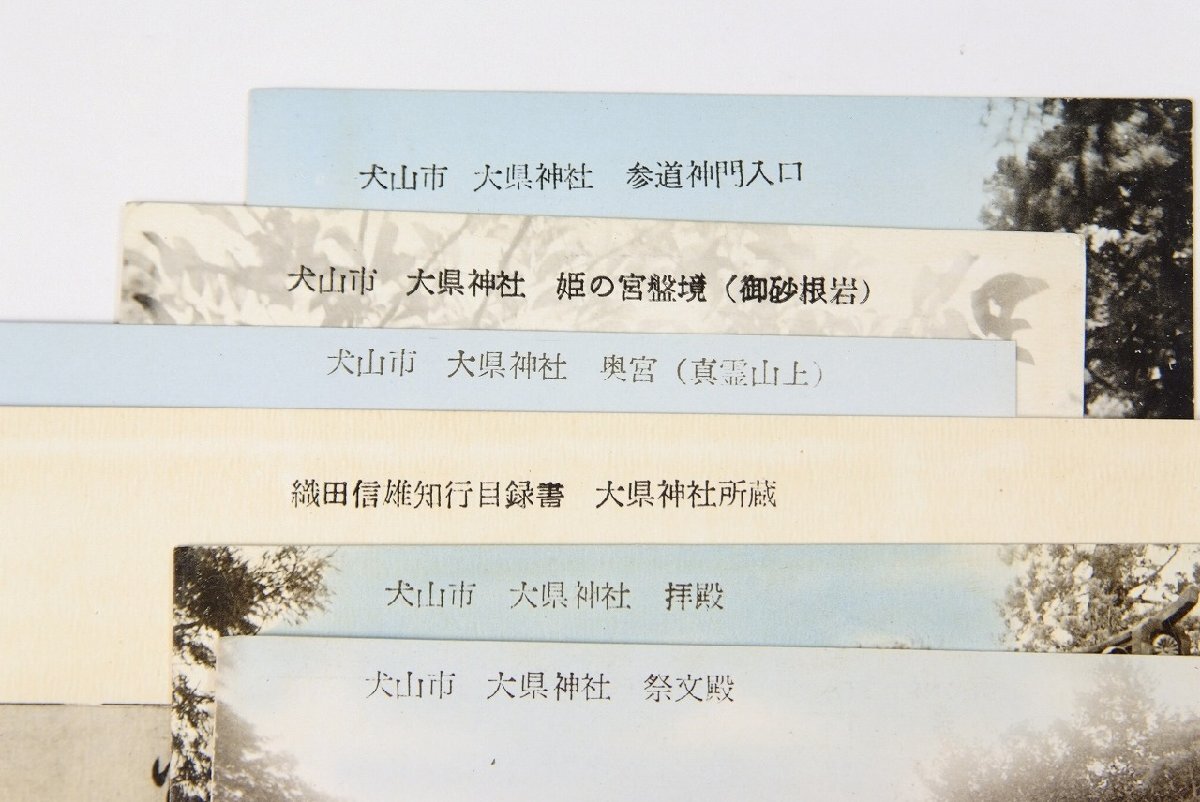 犬山市　大県神社　参道神門入口
犬山市　大県神社　姫の宮盤境（御砂根岩）
犬山市　大県神社　奥宮（真霊山上）
織田信雄知行目録書　大県神社所蔵
犬山市　大県神社　拝殿
犬山市　大県神社　祭文殿